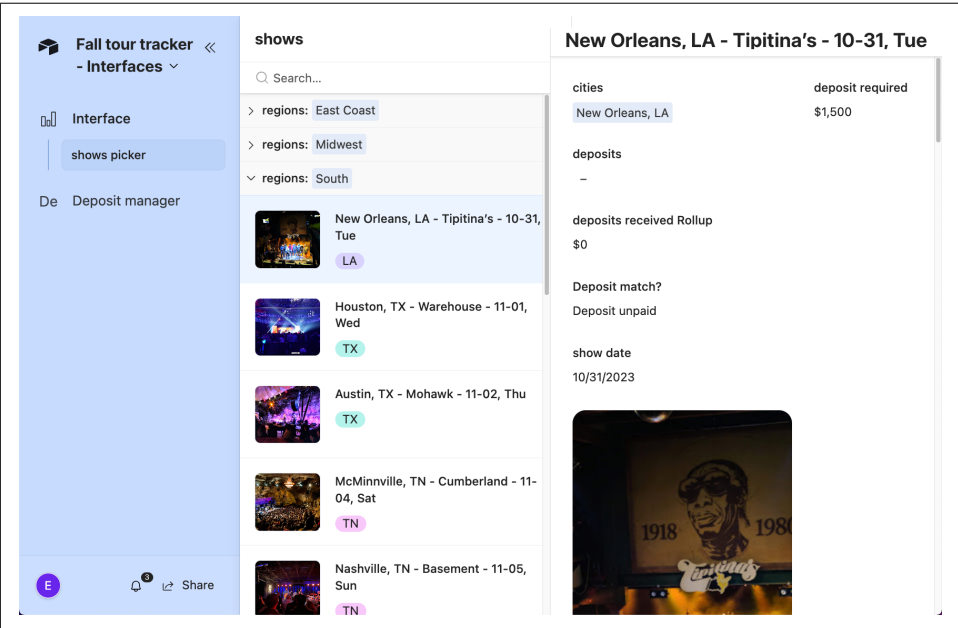 Fall tour tracker
- Interfaces
Interface
shows picker
De Deposit manager
E
3
Share
shows
Search...
regions: East Coast
regions: Midwest
regions: South
New Orleans, LA - Tipitina’s - 10-31,
Tue
LA
Houston, TX - Warehouse - 11-01,
Wed
TX
Austin, TX - Mohawk - 11-02, Thu
TX
McMinnville, TN - Cumberland - 11-
04, Sat
TN
Nashville, TN - Basement - 11-05,
Sun
TN
New Orleans, LA - Tipitina’s - 10-31, Tue
cities
deposit required
New Orleans, LA
$1,500
deposits
–
deposits received Rollup
$0
Deposit match?
Deposit unpaid
show date
10/31/2023
1918 1980
Tipitina's